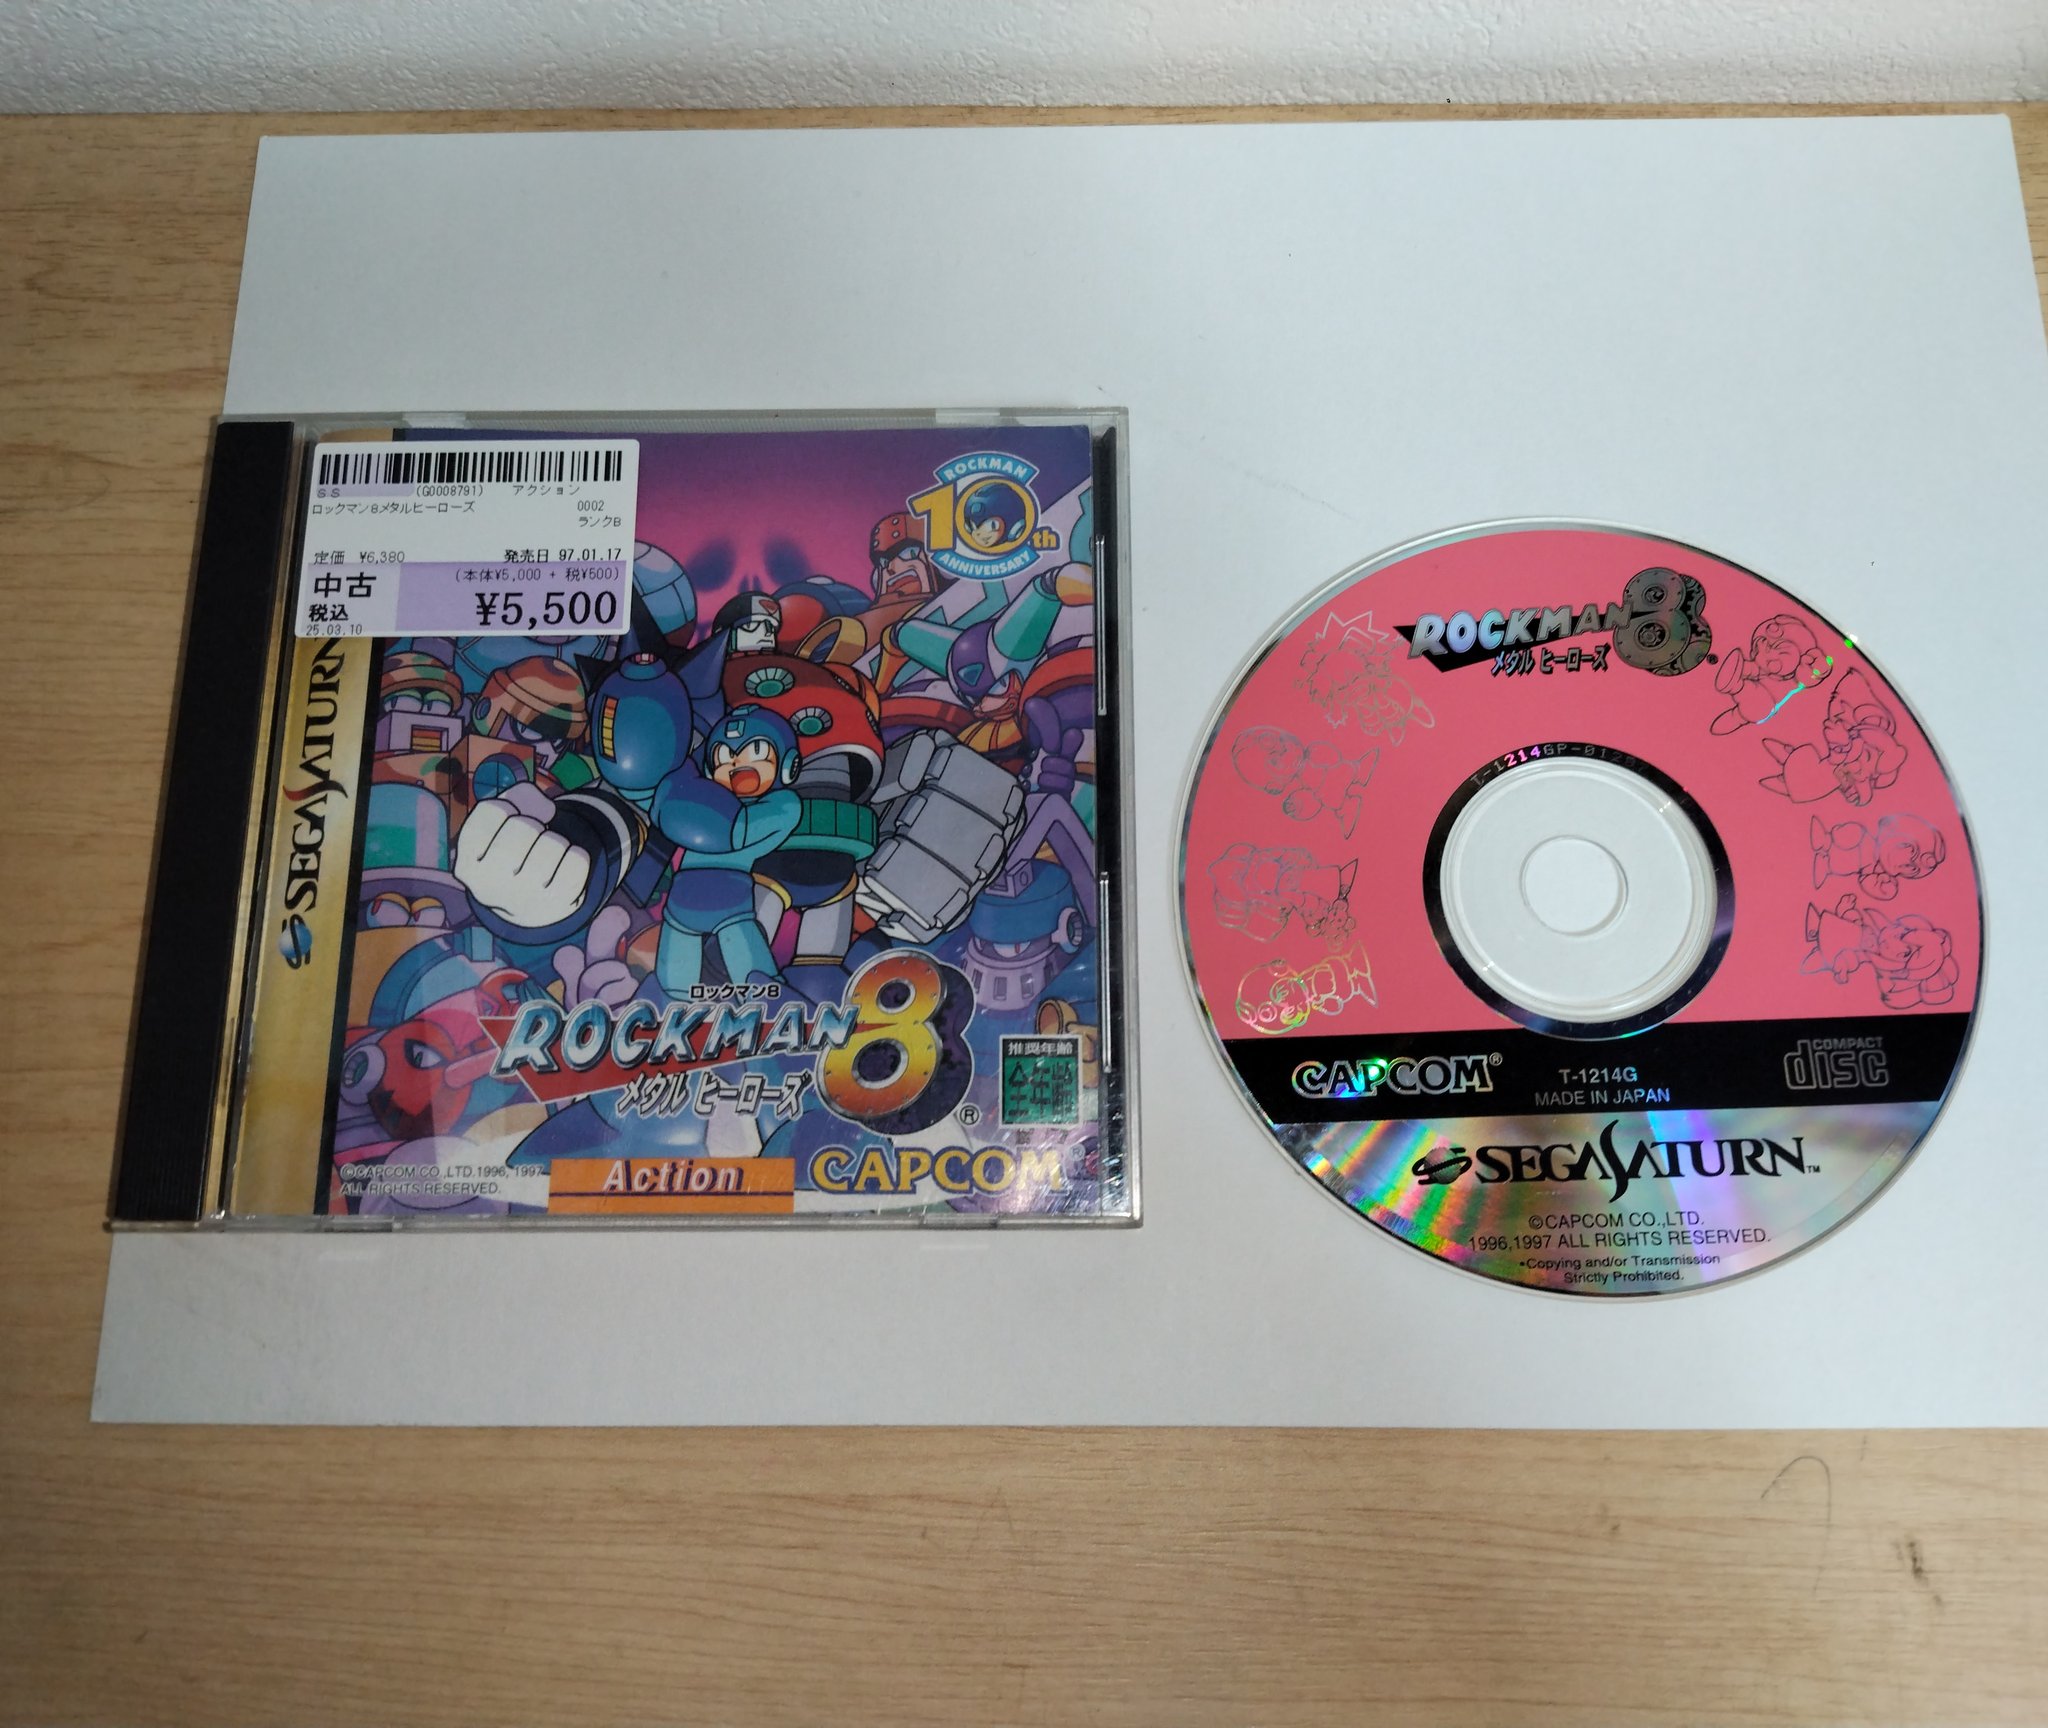 SS (G0008791) アクション
ロックマン8メタルヒーローズ 0002
ランクB
定価 ¥6,380 発売日 97.01.17
中古 (本体¥5,000 + 税¥500)
税込 ¥5,500
25.03.10
ROCKMAN
10th
ANNIVERSARY
SEGA SATURN
ロックマン8
ROCKMAN 8
メタル ヒーローズ
®
推奨年齢
全年齢
©CAPCOM CO.,LTD.1996,1997
ALL RIGHTS RESERVED.
Action
CAPCOM®
ROCKMAN 8®
メタル ヒーローズ
CAPCOM®
T-1214G
MADE IN JAPAN
COMPACT
disc
SEGA SATURN™
©CAPCOM CO.,LTD.
1996,1997 ALL RIGHTS RESERVED.
•Copying and/or Transmission
Strictly Prohibited.